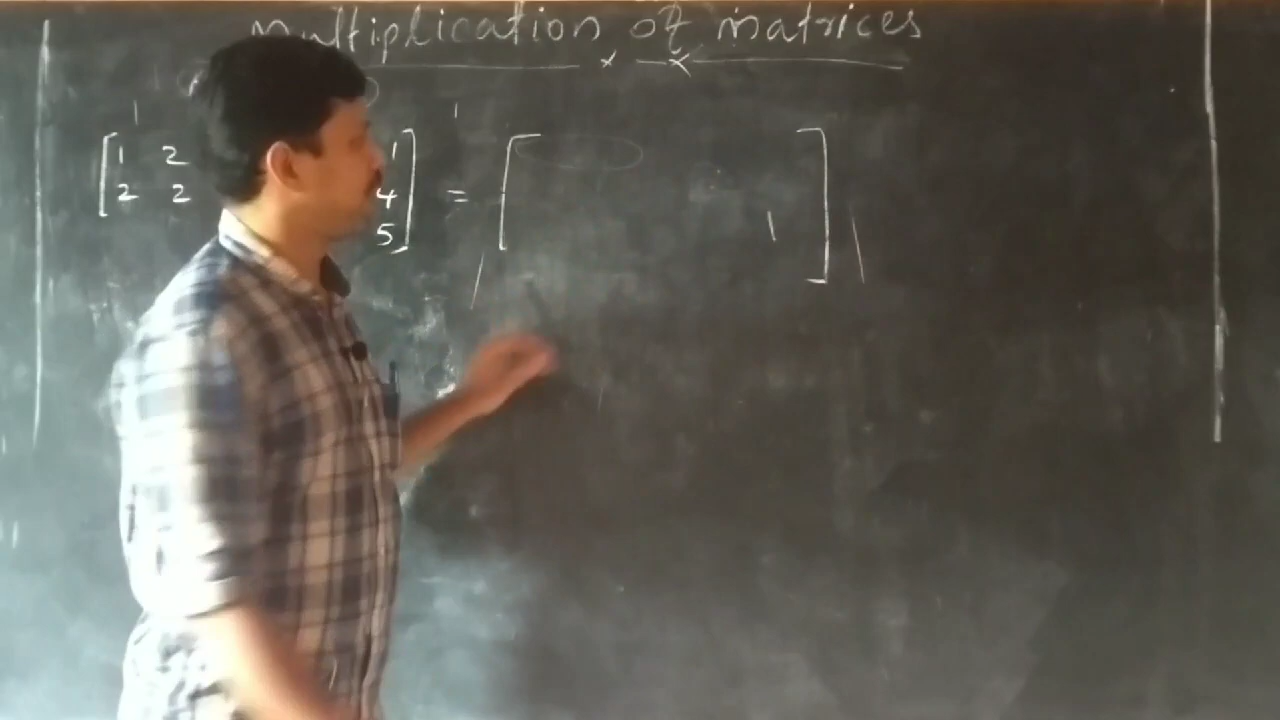 Multiplication of matrices
1 2 1 =
2 2 4
5